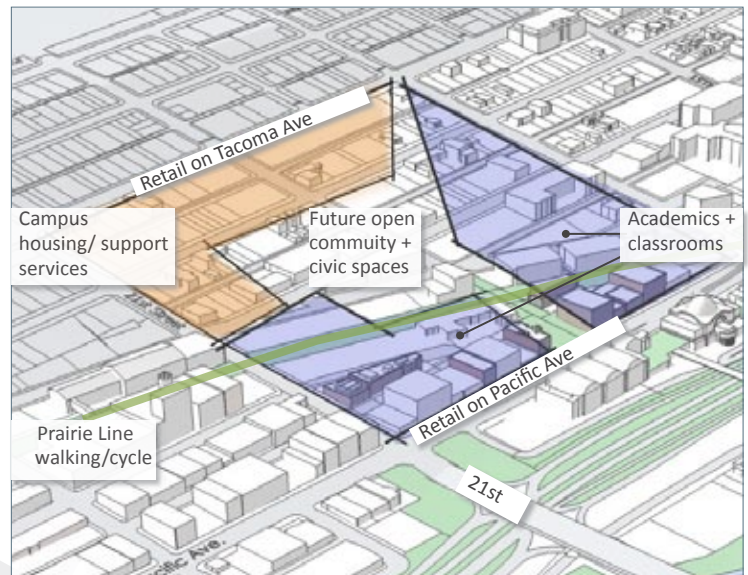 Retail on Tacoma Ave
Campus
housing/ support
services
Future open
commuity +
civic spaces
Academics +
classrooms
Retail on Pacific Ave
Prairie Line
walking/cycle
21st
Ave.